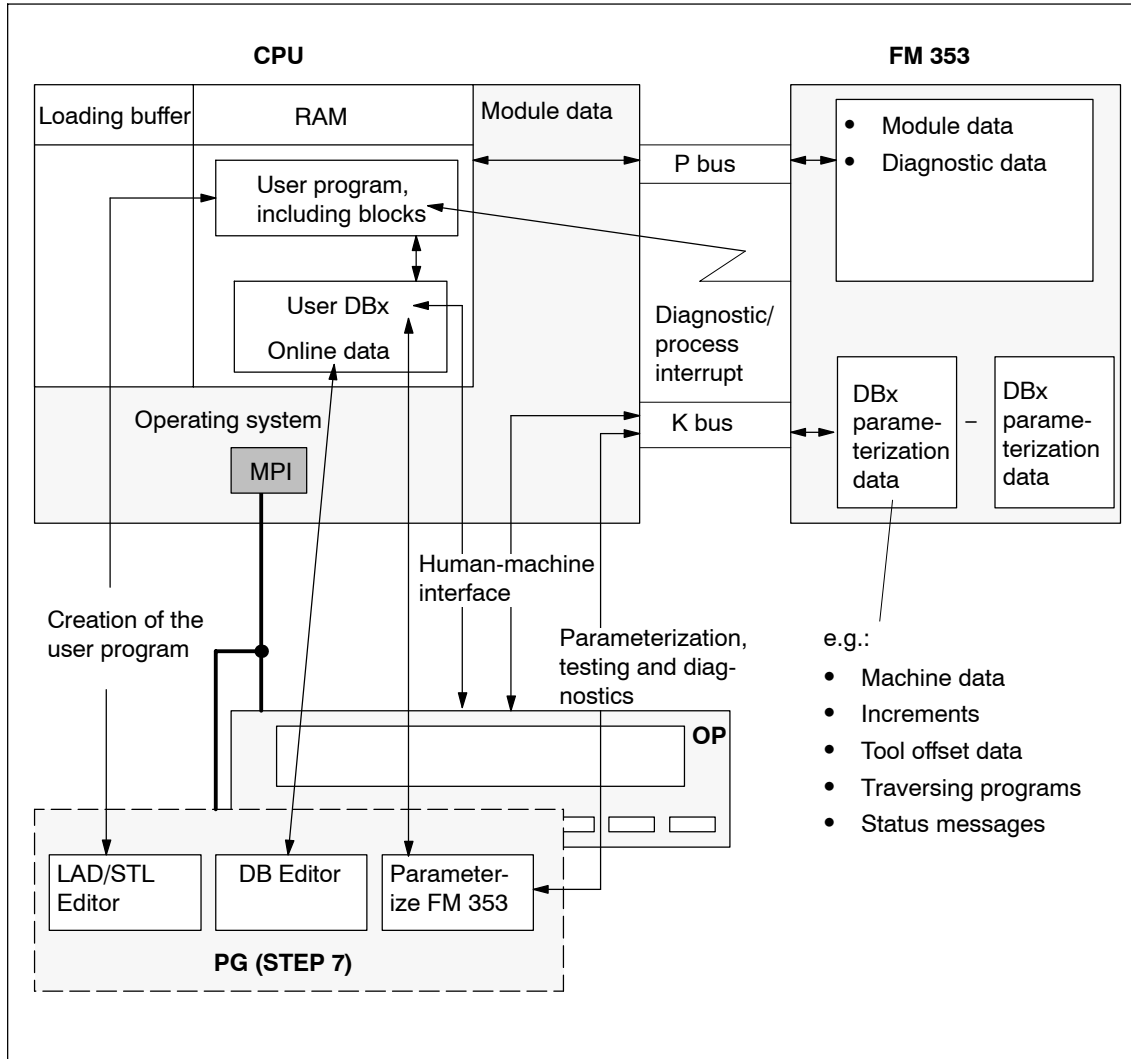 CPU
FM 353
Loading buffer
RAM
Module data
• Module data
• Diagnostic data
P bus
User program,
including blocks
User DBx
Online data
Diagnostic/
process
interrupt
Operating system
MPI
K bus
DBx
parame-
terization
data
–
DBx
parame-
terization
data
Human-machine
interface
Creation of the
user program
Parameterization,
testing and diag-
nostics
e.g.:
• Machine data
• Increments
• Tool offset data
• Traversing programs
• Status messages
OP
LAD/STL
Editor
DB Editor
Parameter-
ize FM 353
PG (STEP 7)